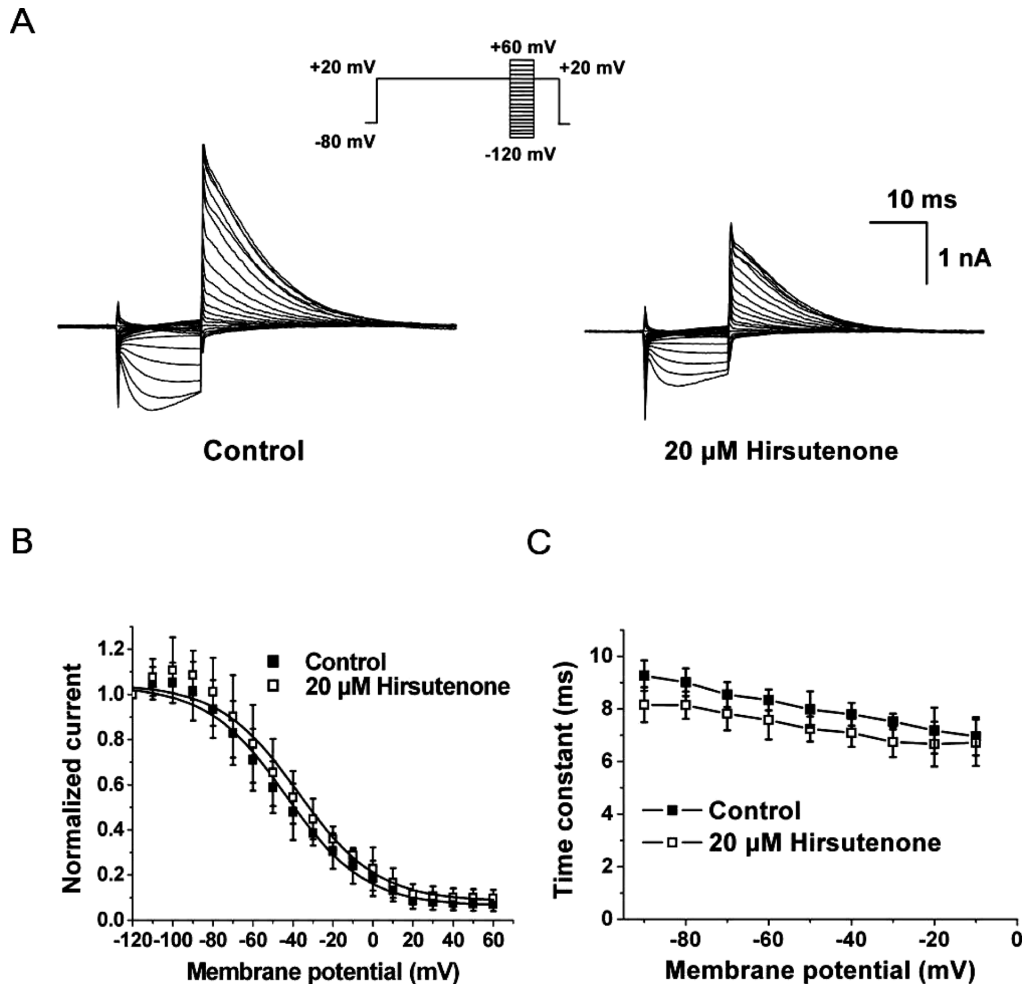 A
+60 mV
+20 mV
+20 mV
-80 mV
-120 mV
10 ms
1 nA
Control
20 µM Hirsutenone
B
C
Normalized current
1.2
1.0
0.8
0.6
0.4
0.2
0.0
Control
20 µM Hirsutenone
-120 -100 -80 -60 -40 -20 0 20 40 60
Membrane potential (mV)
Time constant (ms)
10
8
6
4
2
0
Control
20 µM Hirsutenone
-80 -60 -40 -20 0
Membrane potential (mV)